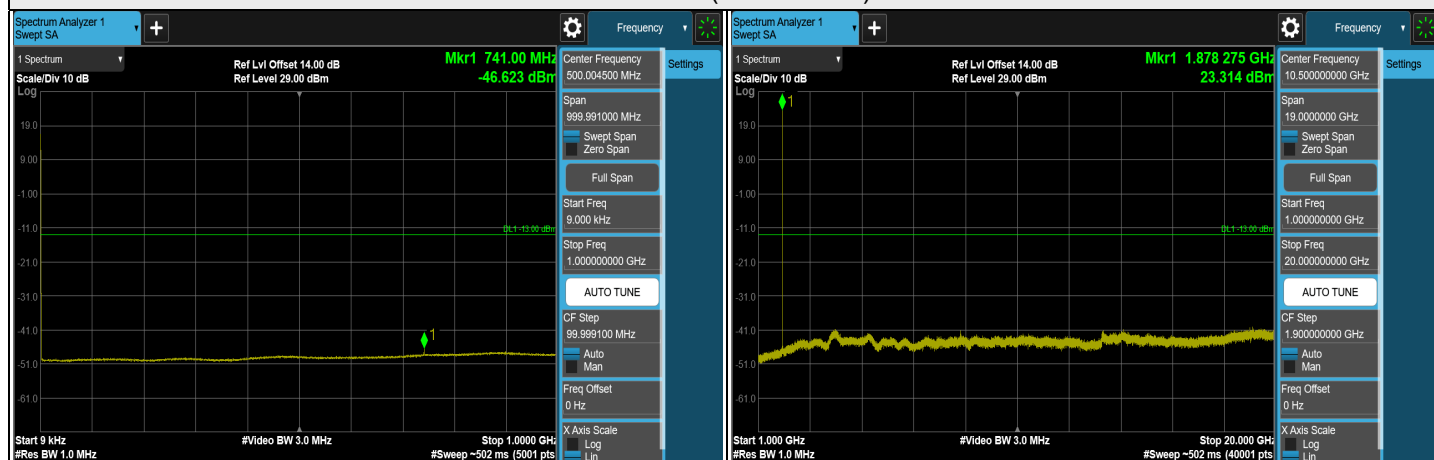 Spectrum Analyzer 1
Swept SA
+
Frequency
1 Spectrum
Scale/Div 10 dB
Log
Ref Lvl Offset 14.00 dB
Ref Level 29.00 dBm
Mkr1 741.00 MHz
-46.623 dBm
1
19.0
9.00
-1.00
-11.0
-21.0
-31.0
-41.0
-51.0
-61.0
DL1 -13.00 dBm
Start 9 kHz
#Res BW 1.0 MHz
#Video BW 3.0 MHz
Stop 1.0000 GHz
#Sweep ~502 ms (5001 pts
Center Frequency
500.004500 MHz
Settings
Span
999.991000 MHz
Swept Span
Zero Span
Full Span
Start Freq
9.000 kHz
Stop Freq
1.000000000 GHz
AUTO TUNE
CF Step
99.999100 MHz
Auto
Man
Freq Offset
0 Hz
X Axis Scale
Log
Lin
Spectrum Analyzer 1
Swept SA
+
Frequency
1 Spectrum
Scale/Div 10 dB
Log
Ref Lvl Offset 14.00 dB
Ref Level 29.00 dBm
Mkr1 1.878 275 GHz
23.314 dBm
1
19.0
9.00
-1.00
-11.0
-21.0
-31.0
-41.0
-51.0
-61.0
DL1 -13.00 dBm
Start 1.000 GHz
#Res BW 1.0 MHz
#Video BW 3.0 MHz
Stop 20.000 GHz
#Sweep ~502 ms (40001 pts
Center Frequency
10.500000000 GHz
Settings
Span
19.0000000 GHz
Swept Span
Zero Span
Full Span
Start Freq
1.000000000 GHz
Stop Freq
20.000000000 GHz
AUTO TUNE
CF Step
1.900000000 GHz
Auto
Man
Freq Offset
0 Hz
X Axis Scale
Log
Lin